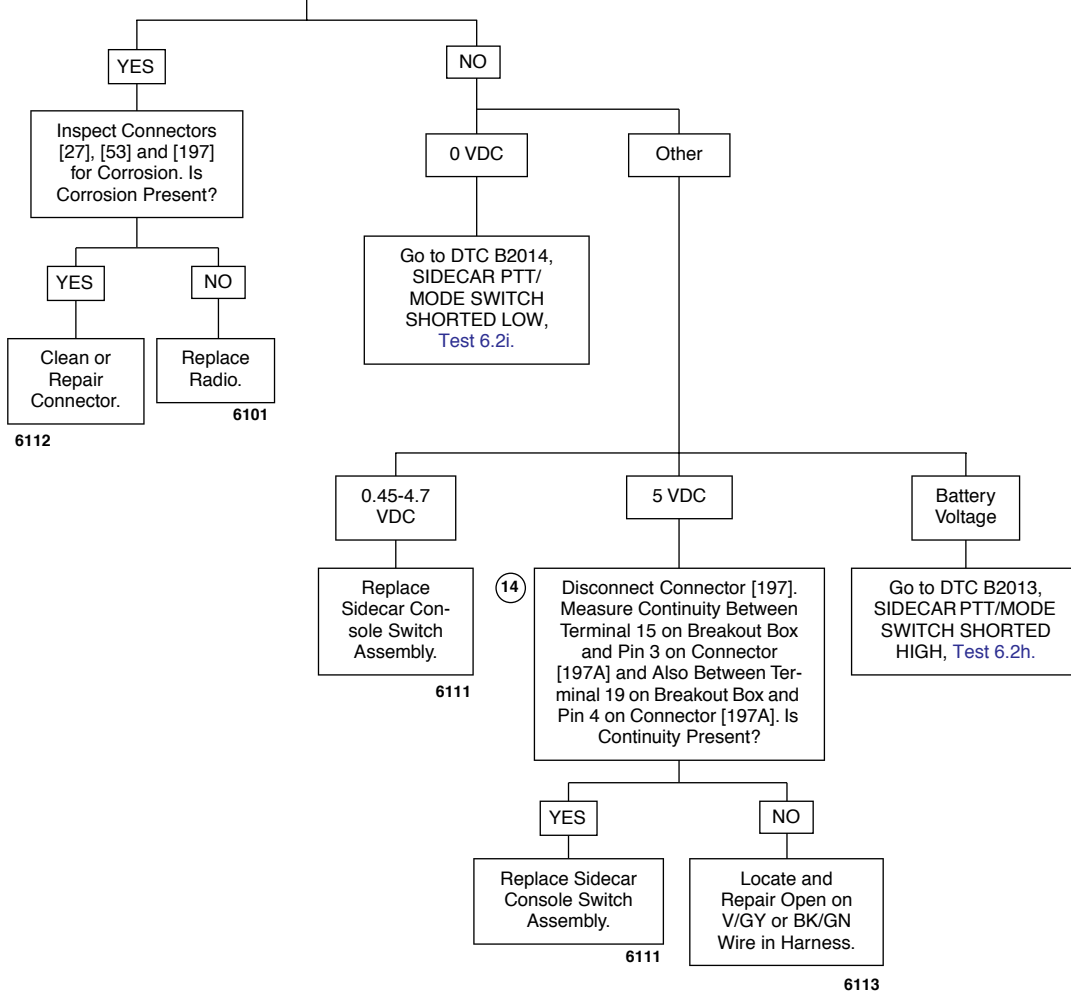 YES
NO
Inspect Connectors
[27], [53] and [197]
for Corrosion. Is
Corrosion Present?
0 VDC
Other
YES
NO
Go to DTC B2014,
SIDECAR PTT/
MODE SWITCH
SHORTED LOW,
Test 6.2i.
Clean or
Repair
Connector.
6112
Replace
Radio.
6101
0.45-4.7
VDC
5 VDC
Battery
Voltage
Replace
Sidecar Con-
sole Switch
Assembly.
6111
14
Disconnect Connector [197].
Measure Continuity Between
Terminal 15 on Breakout Box
and Pin 3 on Connector
[197A] and Also Between Ter-
minal 19 on Breakout Box and
Pin 4 on Connector [197A]. Is
Continuity Present?
Go to DTC B2013,
SIDECAR PTT/MODE
SWITCH SHORTED
HIGH, Test 6.2h.
YES
NO
Replace Sidecar
Console Switch
Assembly.
6111
Locate and
Repair Open on
V/GY or BK/GN
Wire in Harness.
6113